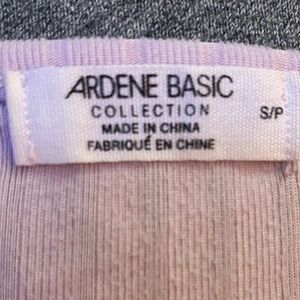 ARDENE BASIC
COLLECTION
S/P
MADE IN CHINA
FABRIQUÉ EN CHINE